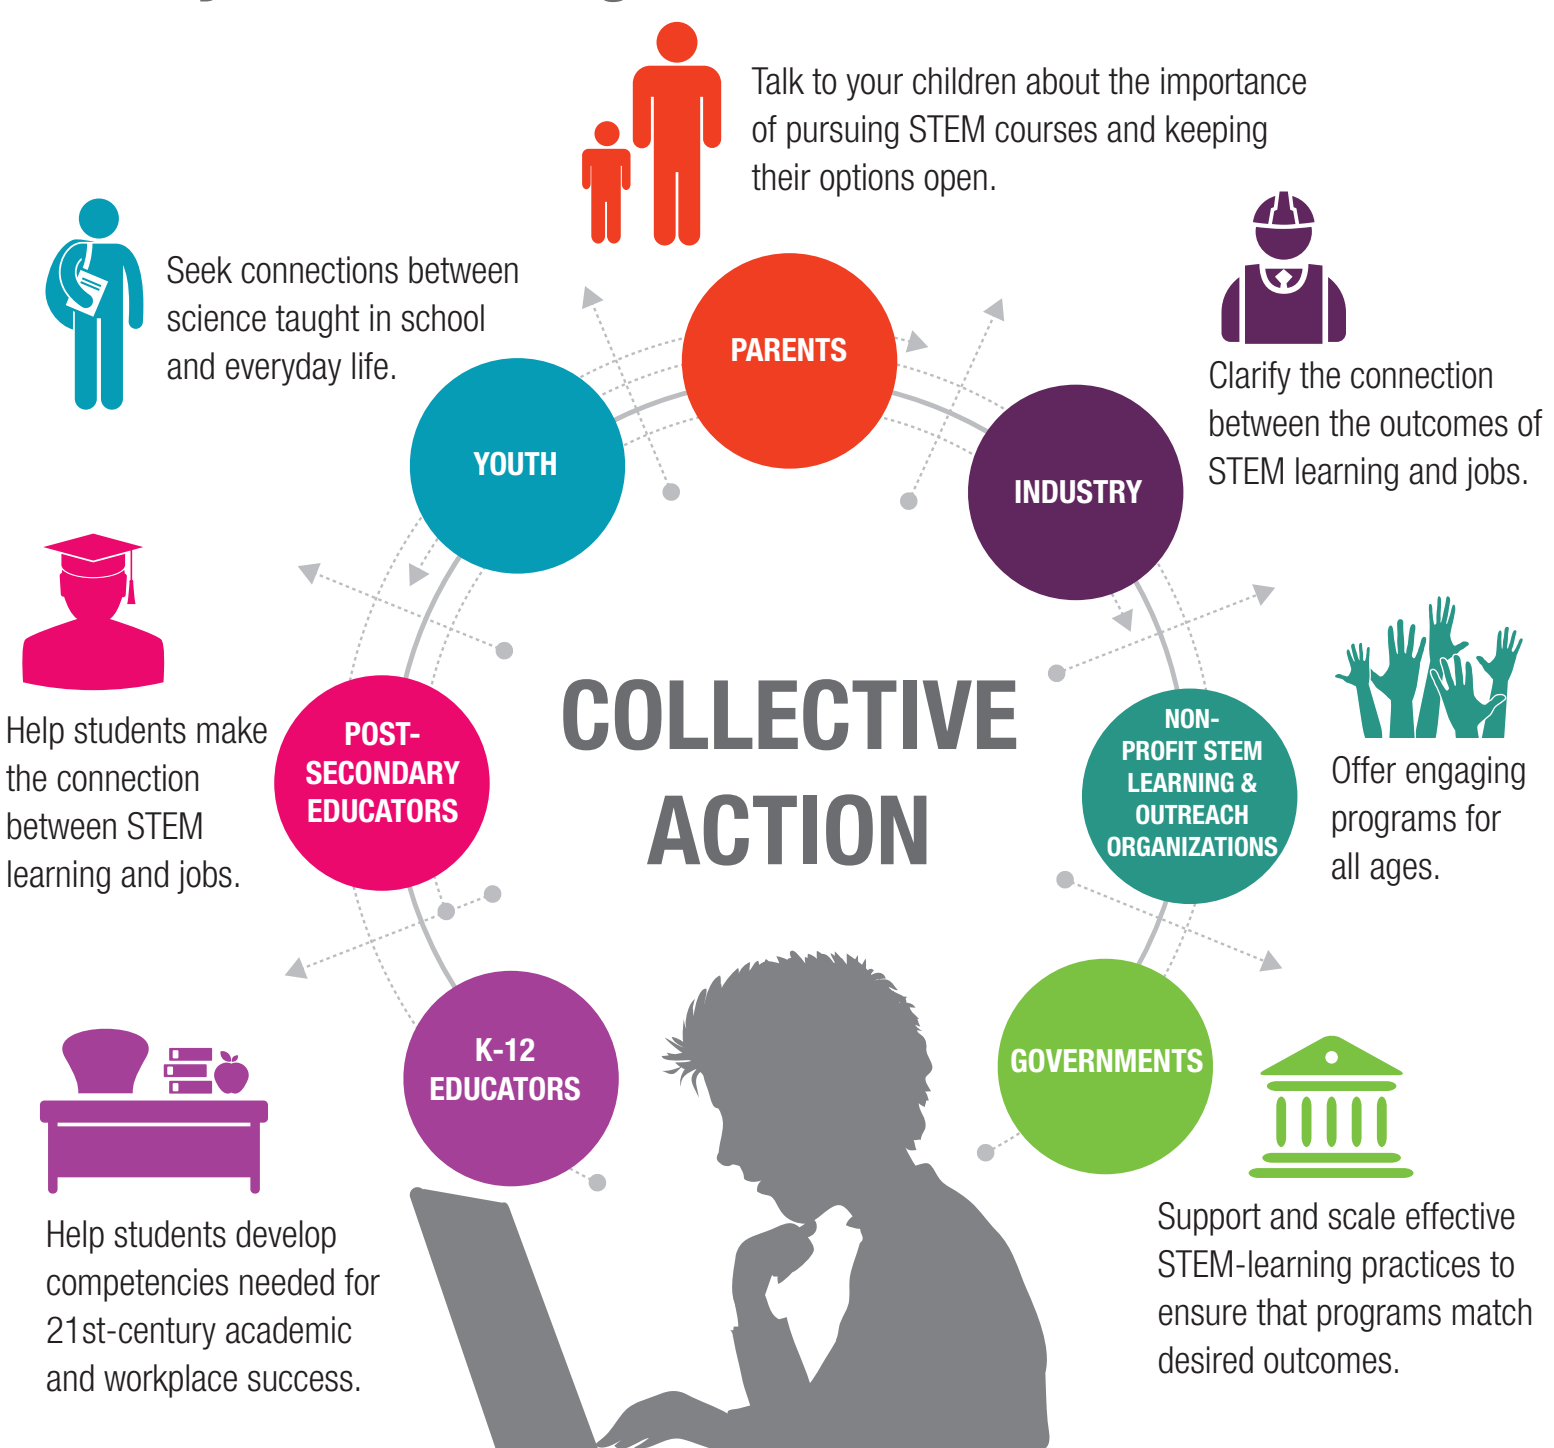 Talk to your children about the importance
of pursuing STEM courses and keeping
their options open.
Seek connections between
science taught in school
and everyday life.
PARENTS
YOUTH
INDUSTRY
Clarify the connection
between the outcomes of
STEM learning and jobs.
Help students make
the connection
between STEM
learning and jobs.
POST-
SECONDARY
EDUCATORS
COLLECTIVE
ACTION
NON-
PROFIT STEM
LEARNING &
OUTREACH
ORGANIZATIONS
Offer engaging
programs for
all ages.
K-12
EDUCATORS
GOVERNMENTS
Help students develop
competencies needed for
21st-century academic
and workplace success.
Support and scale effective
STEM-learning practices to
ensure that programs match
desired outcomes.